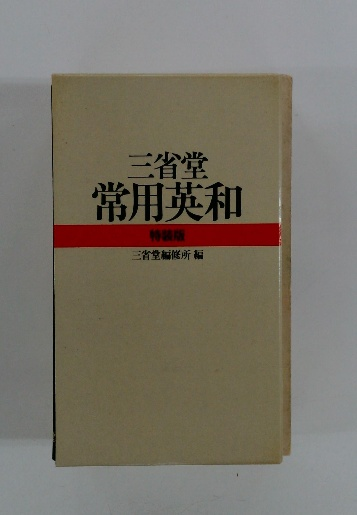 三省堂
常用英和
特装版
三省堂編修所 編